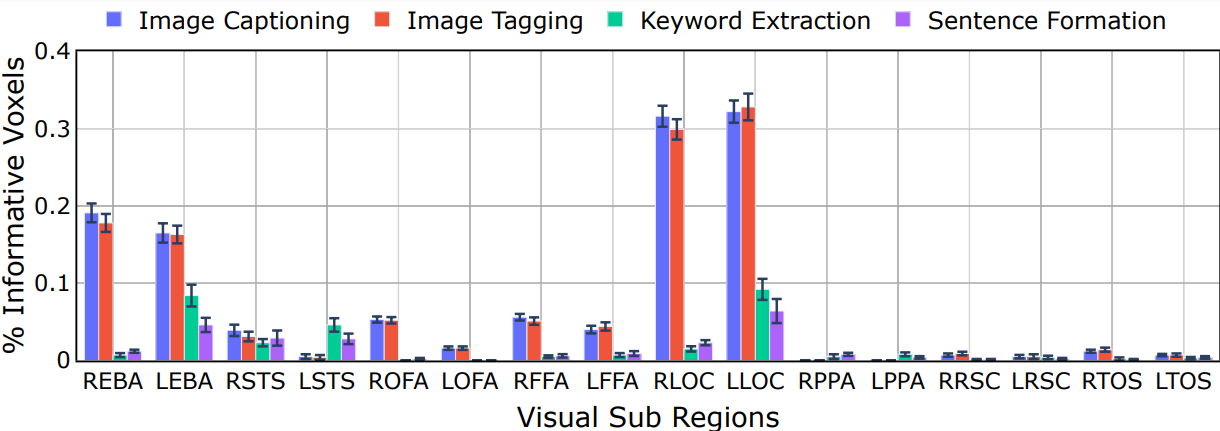 Image Captioning Image Tagging Keyword Extraction Sentence Formation
% Informative Voxels
0.4
0.3
0.2
0.1
0
REBA LEBA RSTS LSTS ROFA LOFA RFFA LFFA RLOC LLOC RPPA LPPA RRSC LRSC RTOS LTOS
Visual Sub Regions